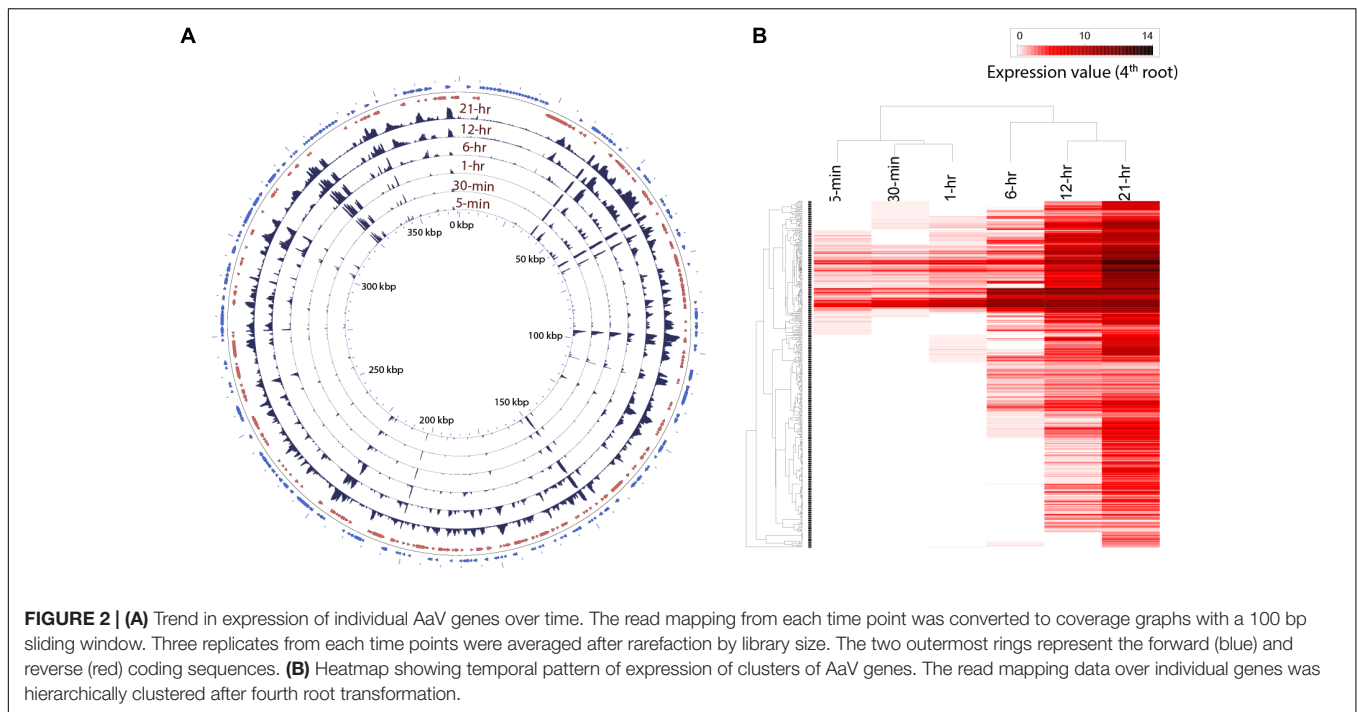 A
B
0 10 14
Expression value (4th root)
21-hr
12-hr
6-hr
1-hr
30-min
5-min
0 kbp
50 kbp
100 kbp
150 kbp
200 kbp
250 kbp
300 kbp
350 kbp
5-min
30-min
1-hr
6-hr
12-hr
21-hr
FIGURE 2 | (A) Trend in expression of individual AaV genes over time. The read mapping from each time point was converted to coverage graphs with a 100 bp
sliding window. Three replicates from each time points were averaged after rarefaction by library size. The two outermost rings represent the forward (blue) and
reverse (red) coding sequences. (B) Heatmap showing temporal pattern of expression of clusters of AaV genes. The read mapping data over individual genes was
hierarchically clustered after fourth root transformation.